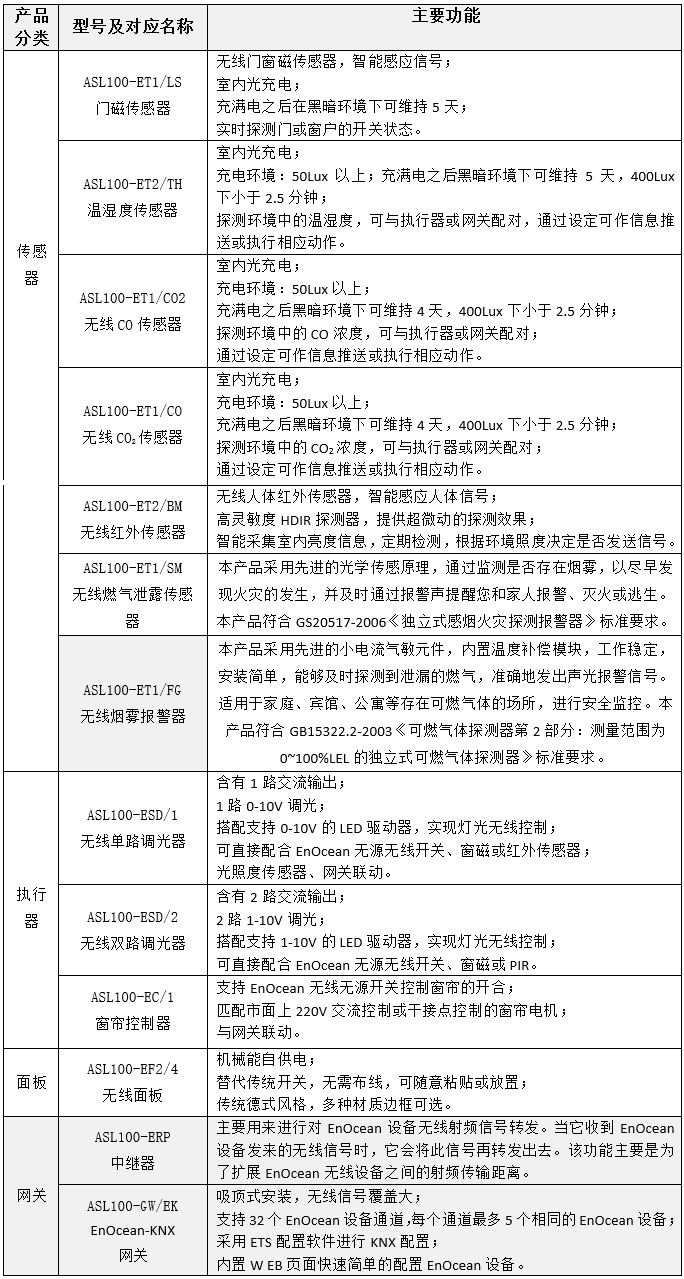 产品
分类
型号及对应名称
主要功能
传感
器
ASL100-ET1/LS
门磁传感器
无线门窗磁传感器，智能感应信号；
室内光充电；
充满电之后在黑暗环境下可维持 5 天；
实时探测门或窗户的开关状态。
ASL100-ET2/TH
温湿度传感器
室内光充电；
充电环境：50Lux 以上；充满电之后黑暗环境下可维持 5 天，400Lux
下小于 2.5 分钟；
探测环境中的温湿度，可与执行器或网关配对，通过设定可作信息推
送或执行相应动作。
ASL100-ET1/CO2
无线 CO 传感器
室内光充电；
充电环境：50Lux 以上；
充满电之后黑暗环境下可维持 4 天，400Lux 下小于 2.5 分钟；
探测环境中的 CO 浓度，可与执行器或网关配对；
通过设定可作信息推送或执行相应动作。
ASL100-ET1/CO
无线 CO₂ 传感器
室内光充电；
充电环境：50Lux 以上；
充满电之后黑暗环境下可维持 4 天，400Lux 下小于 2.5 分钟；
探测环境中的 CO₂ 浓度，可与执行器或网关配对；
通过设定可作信息推送或执行相应动作。
ASL100-ET2/BM
无线红外传感器
无线人体红外传感器，智能感应人体信号；
高灵敏度 HDIR 探测器，提供超微动的探测效果；
智能采集室内亮度信息，定期检测，根据环境照度决定是否发送信号。
ASL100-ET1/SM
无线燃气泄露传感
器
本产品采用先进的光学传感原理，通过监测是否存在烟雾，以尽早发
现火灾的发生，并及时通过报警声提醒您和家人报警、灭火或逃生。
本产品符合 GS20517-2006《独立式感烟火灾探测报警器》标准要求。
ASL100-ET1/FG
无线烟雾报警器
本产品采用先进的小电流气敏元件，内置温度补偿模块，工作稳定，
安装简单，能够及时探测到泄漏的燃气，准确地发出声光报警信号。
适用于家庭、宾馆、公寓等存在可燃气体的场所，进行安全监控。本
产品符合 GB15322.2-2003《可燃气体探测器第 2 部分：测量范围为
0~100%LEL 的独立式可燃气体探测器》标准要求。
执行
器
ASL100-ESD/1
无线单路调光器
含有 1 路交流输出；
1 路 0-10V 调光；
搭配支持 0-10V 的 LED 驱动器，实现灯光无线控制；
可直接配合 EnOcean 无源无线开关、窗磁或红外传感器；
光照度传感器、网关联动。
ASL100-ESD/2
无线双路调光器
含有 2 路交流输出；
2 路 1-10V 调光；
搭配支持 1-10V 的 LED 驱动器，实现灯光无线控制；
可直接配合 EnOcean 无源无线开关、窗磁或 PIR。
ASL100-EC/1
窗帘控制器
支持 EnOcean 无线无源开关控制窗帘的开合；
匹配市面上 220V 交流控制或干接点控制的窗帘电机；
与网关联动。
面板
ASL100-EF2/4
无线面板
机械能自供电；
替代传统开关，无需布线，可随意粘贴或放置；
传统德式风格，多种材质边框可选。
网关
ASL100-ERP
中继器
主要用来进行对 EnOcean 设备无线射频信号转发。当它收到 EnOcean
设备发来的无线信号时，它会将此信号再转发出去。该功能主要是为
了扩展 EnOcean 无线设备之间的射频传输距离。
ASL100-GW/EK
EnOcean-KNX
网关
吸顶式安装，无线信号覆盖大；
支持 32 个 EnOcean 设备通道，每个通道最多 5 个相同的 EnOcean 设备；
采用 ETS 配置软件进行 KNX 配置；
内置 W EB 页面快速简单的配置 EnOcean 设备。